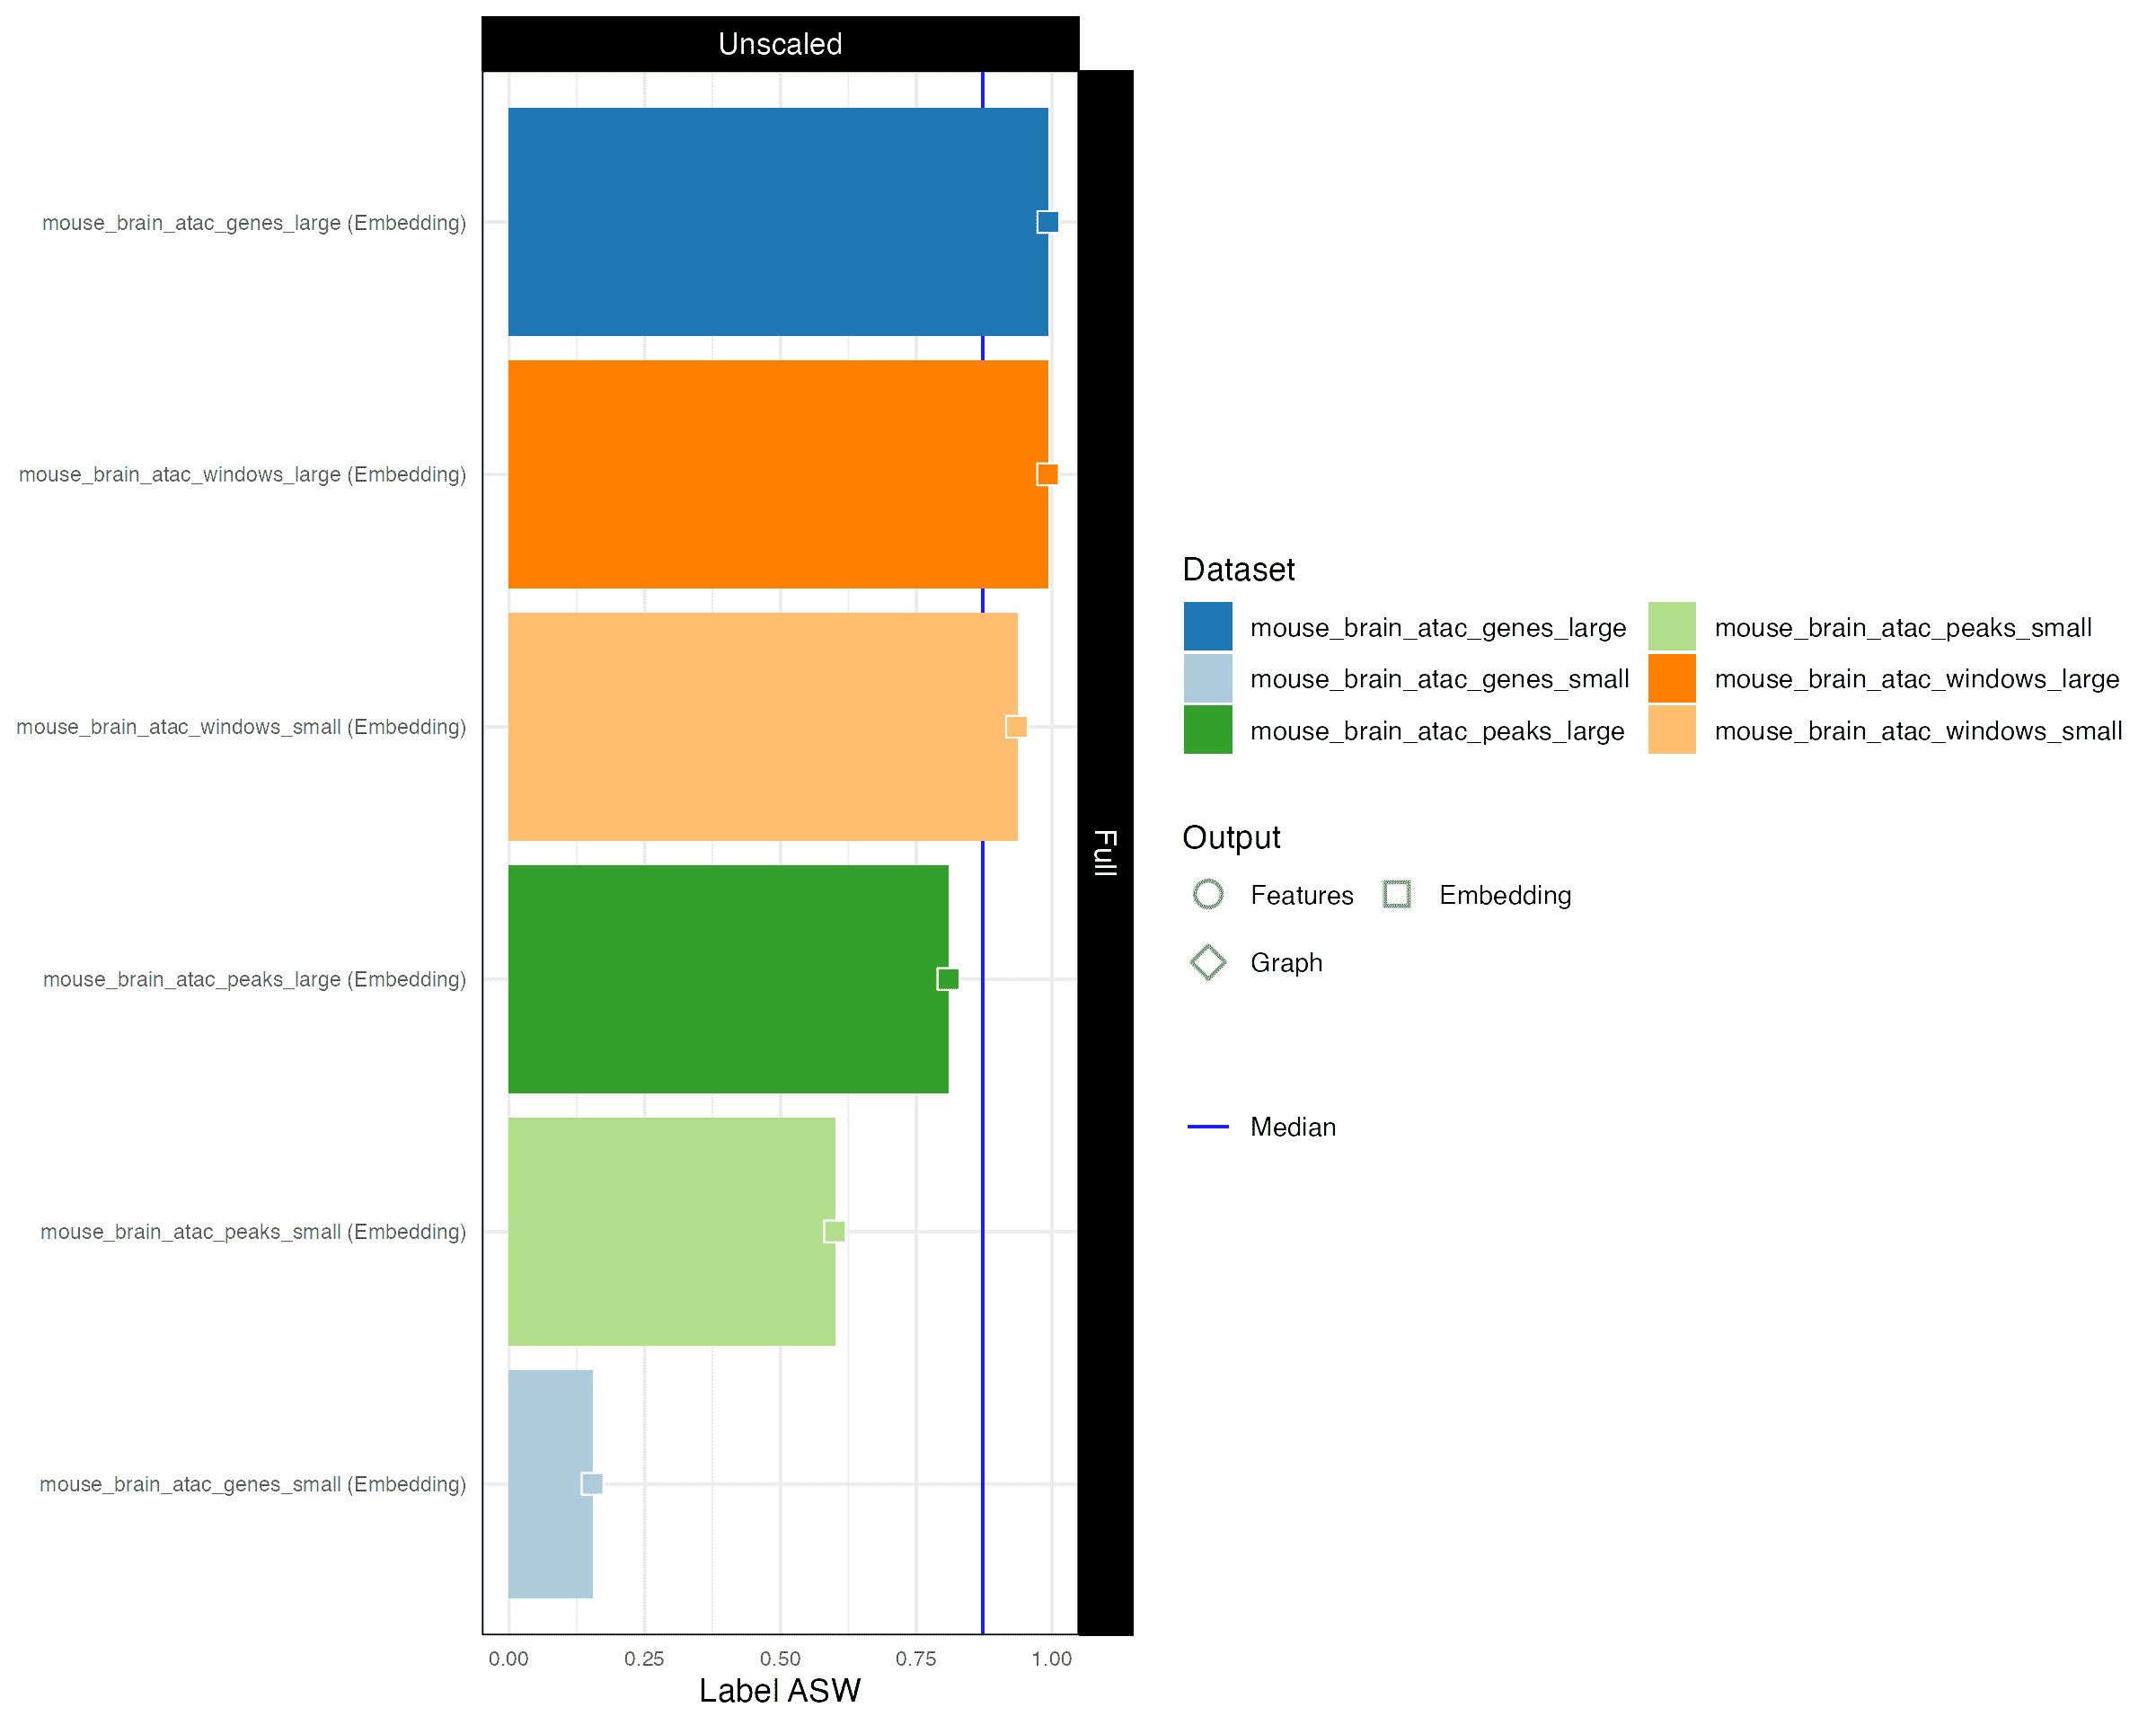 Unscaled
mouse_brain_atac_genes_large (Embedding)
mouse_brain_atac_windows_large (Embedding)
mouse_brain_atac_windows_small (Embedding)
mouse_brain_atac_peaks_large (Embedding)
mouse_brain_atac_peaks_small (Embedding)
mouse_brain_atac_genes_small (Embedding)
0.00 0.25 0.50 0.75 1.00
Label ASW
Full
Dataset
mouse_brain_atac_genes_large mouse_brain_atac_peaks_small
mouse_brain_atac_genes_small mouse_brain_atac_windows_large
mouse_brain_atac_peaks_large mouse_brain_atac_windows_small
Output
Features Embedding
Graph
Median